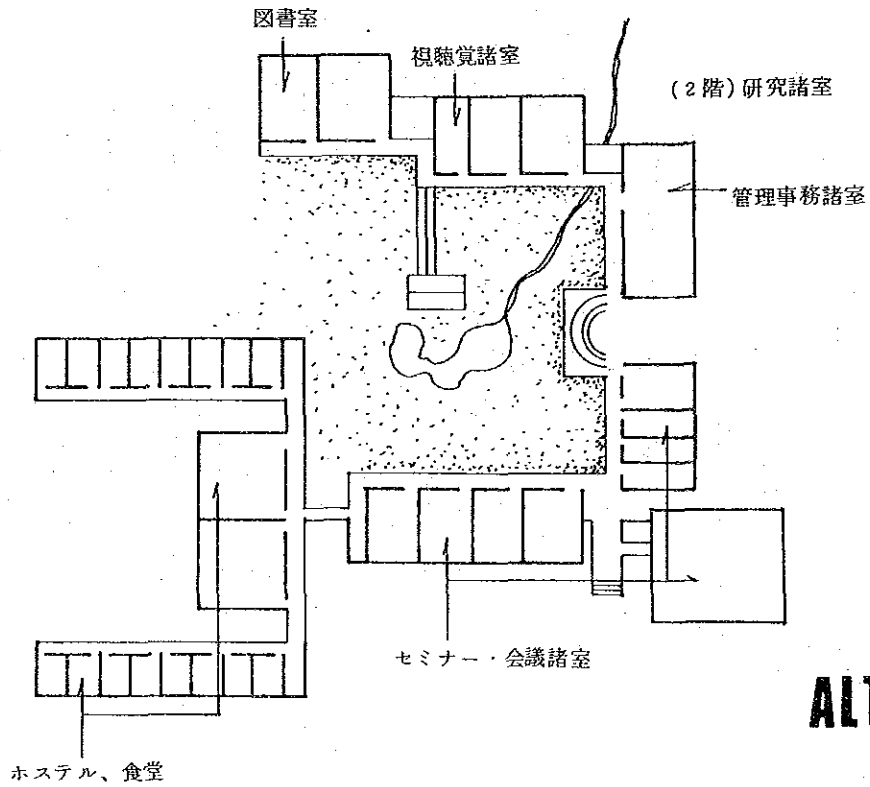 図書室
視聴覚諸室
(2階)研究諸室
管理事務諸室
セミナー・会議諸室
ALT
ホステル、食堂